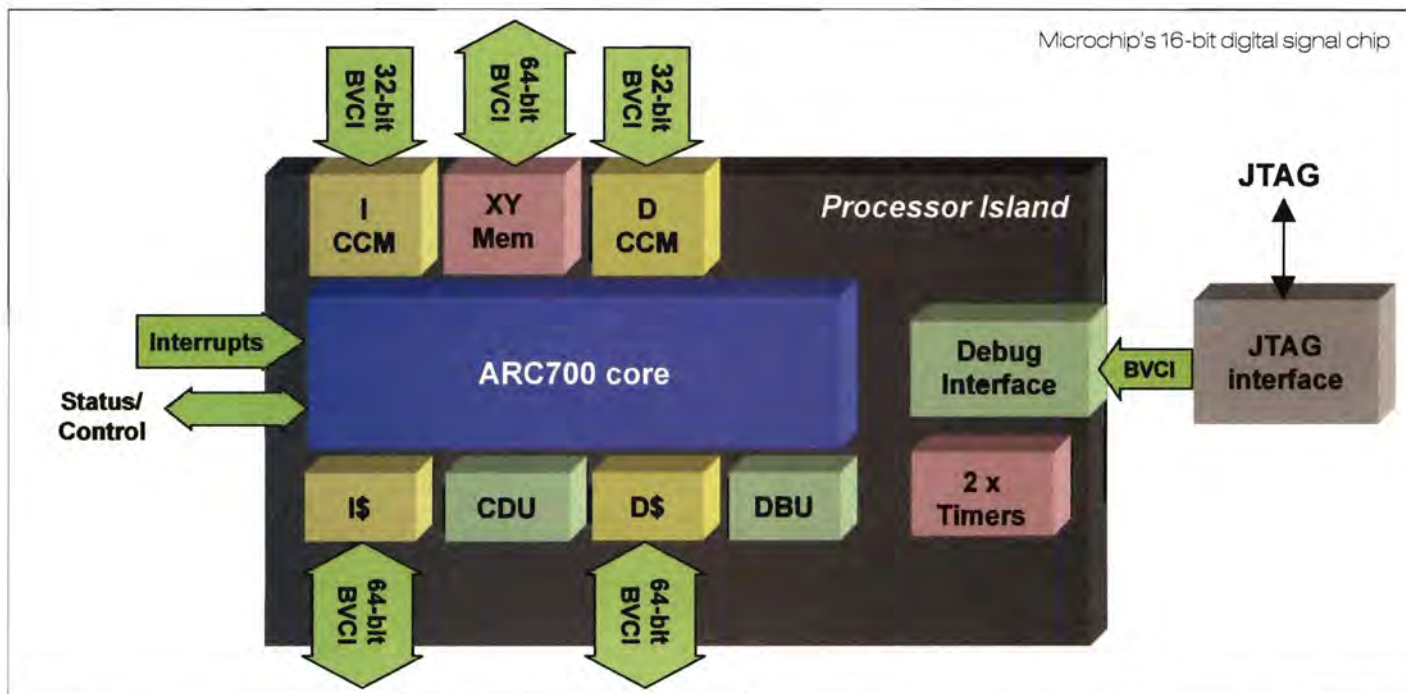 Microchip's 16-bit digital signal chip
32-bit
BVCI
64-bit
BVCI
32-bit
BVCI
I
CCM
XY
Mem
D
CCM
Processor Island
JTAG
Interrupts
ARC700 core
Debug
Interface
BVCI
JTAG
interface
Status/
Control
I$
CDU
D$
DBU
2 x
Timers
64-bit
BVCI
64-bit
BVCI